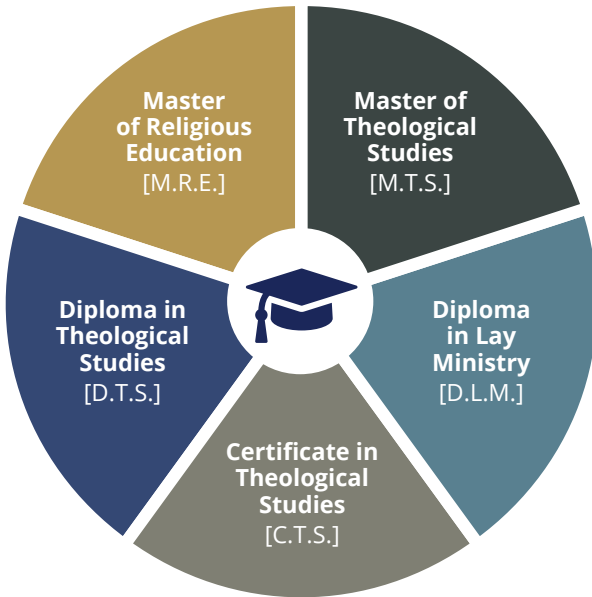 Master
of Religious
Education
[M.R.E.]
Master of
Theological
Studies
[M.T.S.]
Diploma in
Theological
Studies
[D.T.S.]
Diploma
in Lay
Ministry
[D.L.M.]
Certificate in
Theological
Studies
[C.T.S.]